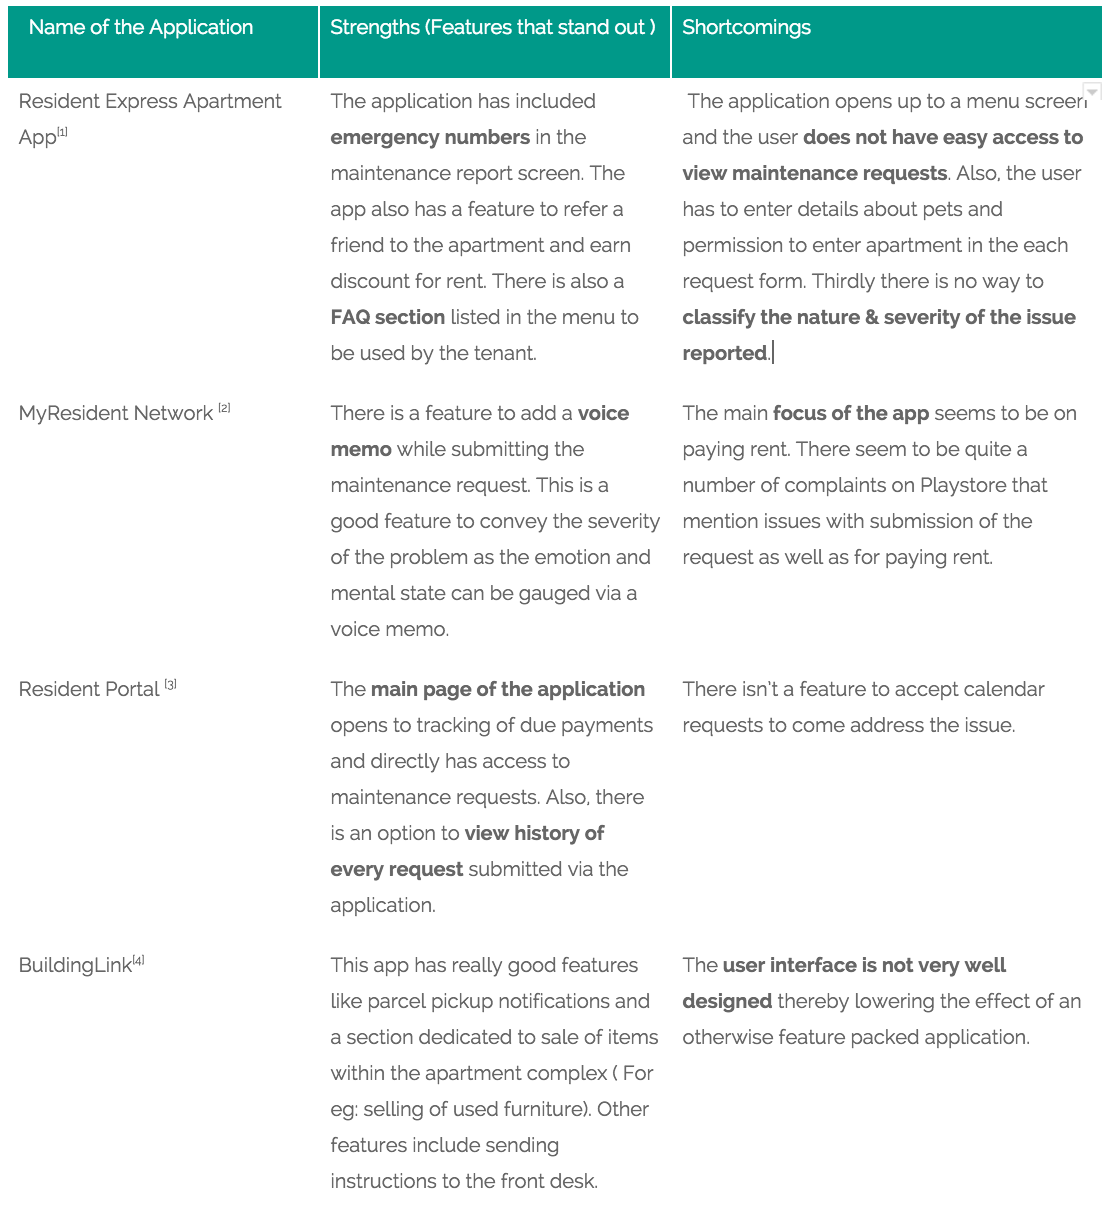 Name of the Application
Strengths (Features that stand out )
Shortcomings
Resident Express Apartment
App[1]
The application has included
emergency numbers in the
maintenance report screen. The
app also has a feature to refer a
friend to the apartment and earn
discount for rent. There is also a
FAQ section listed in the menu to
be used by the tenant.
The application opens up to a menu screen
and the user does not have easy access to
view maintenance requests. Also, the user
has to enter details about pets and
permission to enter apartment in the each
request form. Thirdly there is no way to
classify the nature & severity of the issue
reported.
MyResident Network [2]
There is a feature to add a voice
memo while submitting the
maintenance request. This is a
good feature to convey the severity
of the problem as the emotion and
mental state can be gauged via a
voice memo.
The main focus of the app seems to be on
paying rent. There seem to be quite a
number of complaints on Playstore that
mention issues with submission of the
request as well as for paying rent.
Resident Portal [3]
The main page of the application
opens to tracking of due payments
and directly has access to
maintenance requests. Also, there
is an option to view history of
every request submitted via the
application.
There isn't a feature to accept calendar
requests to come address the issue.
BuildingLink[4]
This app has really good features
like parcel pickup notifications and
a section dedicated to sale of items
within the apartment complex ( For
eg: selling of used furniture). Other
features include sending
instructions to the front desk.
The user interface is not very well
designed thereby lowering the effect of an
otherwise feature packed application.